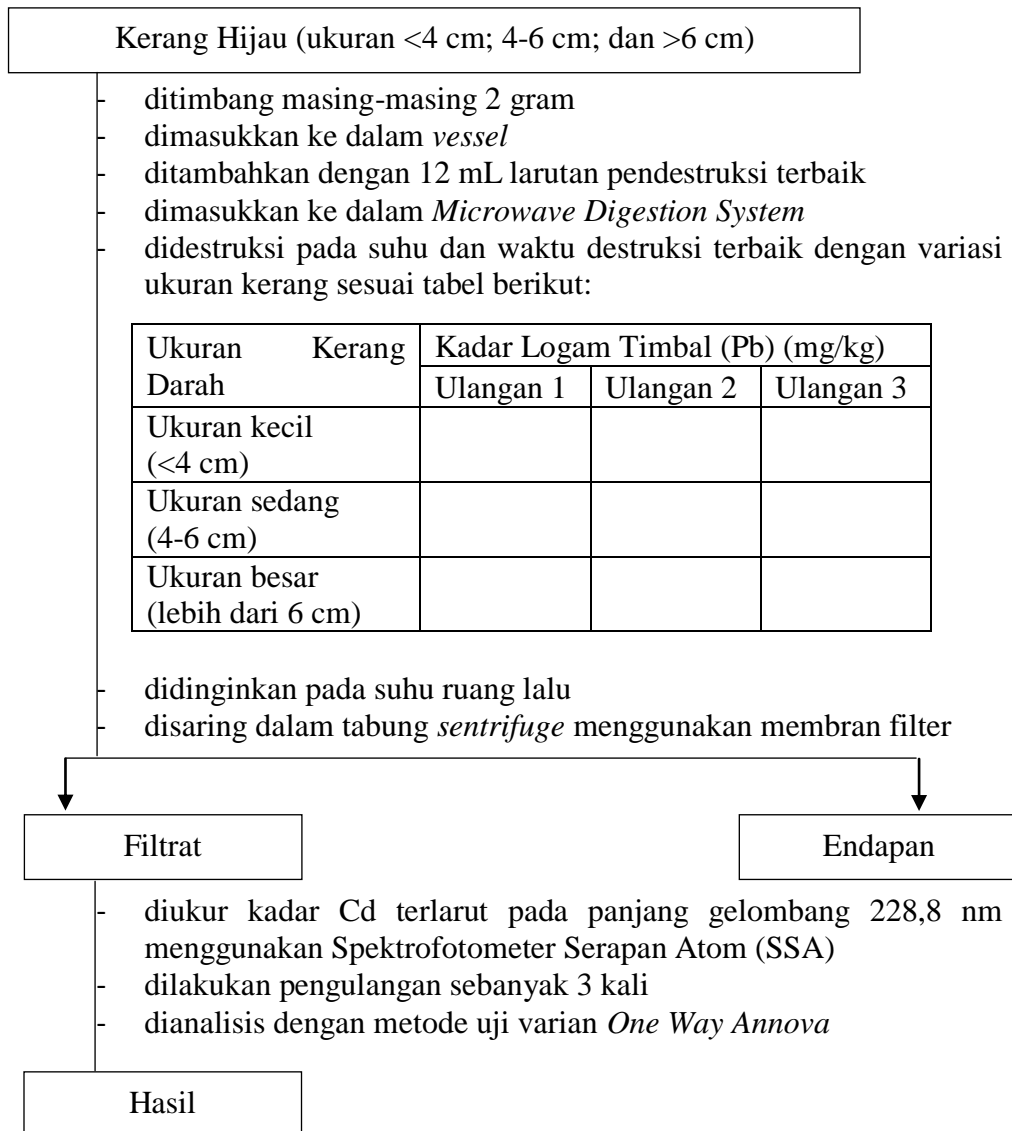 Kerang Hijau (ukuran <4 cm; 4-6 cm; dan >6 cm)
- ditimbang masing-masing 2 gram
- dimasukkan ke dalam vessel
- ditambahkan dengan 12 mL larutan pendestruksi terbaik
- dimasukkan ke dalam Microwave Digestion System
- didestruksi pada suhu dan waktu destruksi terbaik dengan variasi
ukuran kerang sesuai tabel berikut:
Ukuran Kerang
Darah
Kadar Logam Timbal (Pb) (mg/kg)
Ulangan 1 Ulangan 2 Ulangan 3
Ukuran kecil
(<4 cm)
Ukuran sedang
(4-6 cm)
Ukuran besar
(lebih dari 6 cm)
- didinginkan pada suhu ruang lalu
- disaring dalam tabung sentrifuge menggunakan membran filter
Filtrat
Endapan
- diukur kadar Cd terlarut pada panjang gelombang 228,8 nm
menggunakan Spektrofotometer Serapan Atom (SSA)
- dilakukan pengulangan sebanyak 3 kali
- dianalisis dengan metode uji varian One Way Annova
Hasil